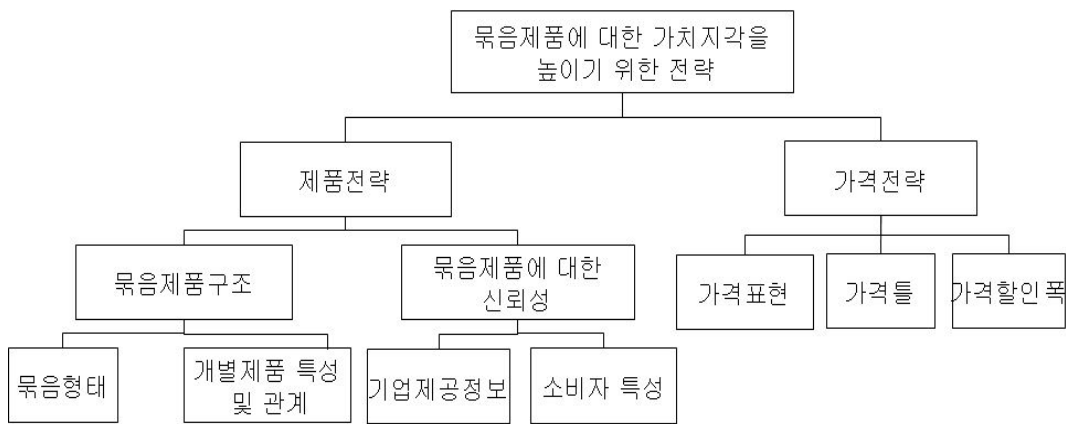 묶음제품에 대한 가치지각을
높이기 위한 전략
제품전략
가격전략
묶음제품구조
묶음제품에 대한
신뢰성
가격표현
가격틀
가격할인폭
묶음형태
개별제품 특성
및 관계
기업제공정보
소비자 특성